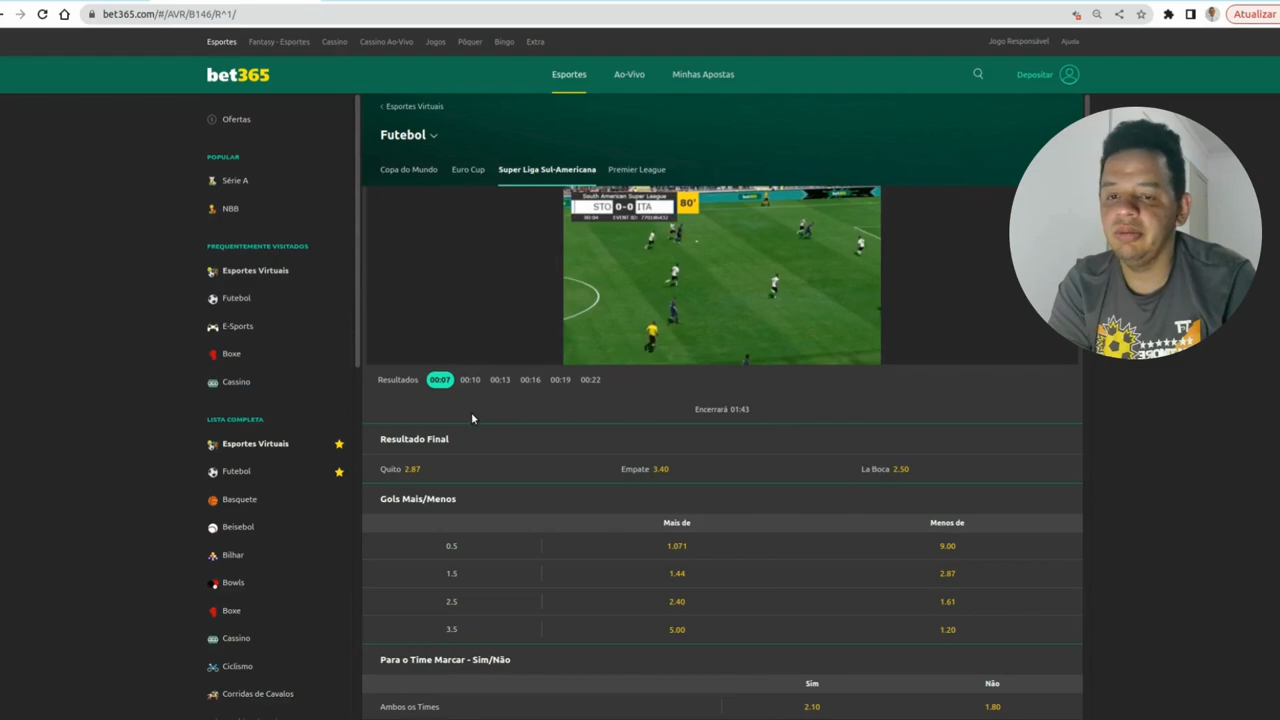 bet365.com/#/AVR/B146/R^1/
Atualizar
Esportes Fantasy - Esportes Cassino Cassino Ao-Vivo Jogos Pôquer Bingo Extra
Jogo Responsável Ajuda
bet365
Esportes Ao-Vivo Minhas Apostas
Depositar
Ofertas
POPULAR
Série A
NBB
FREQUENTEMENTE VISITADOS
Esportes Virtuais
Futebol
E-Sports
Boxe
Cassino
LISTA COMPLETA
Esportes Virtuais
Futebol
Basquete
Beisebol
Bilhar
Bowls
Boxe
Cassino
Ciclismo
Corridas de Cavalos
‹ Esportes Virtuais
Futebol
Copa do Mundo Euro Cup Super Liga Sul-Americana Premier League
South American Super League
STO 0-0 ITA 80'
Resultados 00:07 00:10 00:13 00:16 00:19 00:22
Encerrará 01:43
Resultado Final
Quito 2.87 Empate 3.40 La Boca 2.50
Gols Mais/Menos
Mais de Menos de
0.5 1.071 9.00
1.5 1.44 2.87
2.5 2.40 1.61
3.5 5.00 1.20
Para o Time Marcar - Sim/Não
Sim Não
Ambos os Times 2.10 1.80